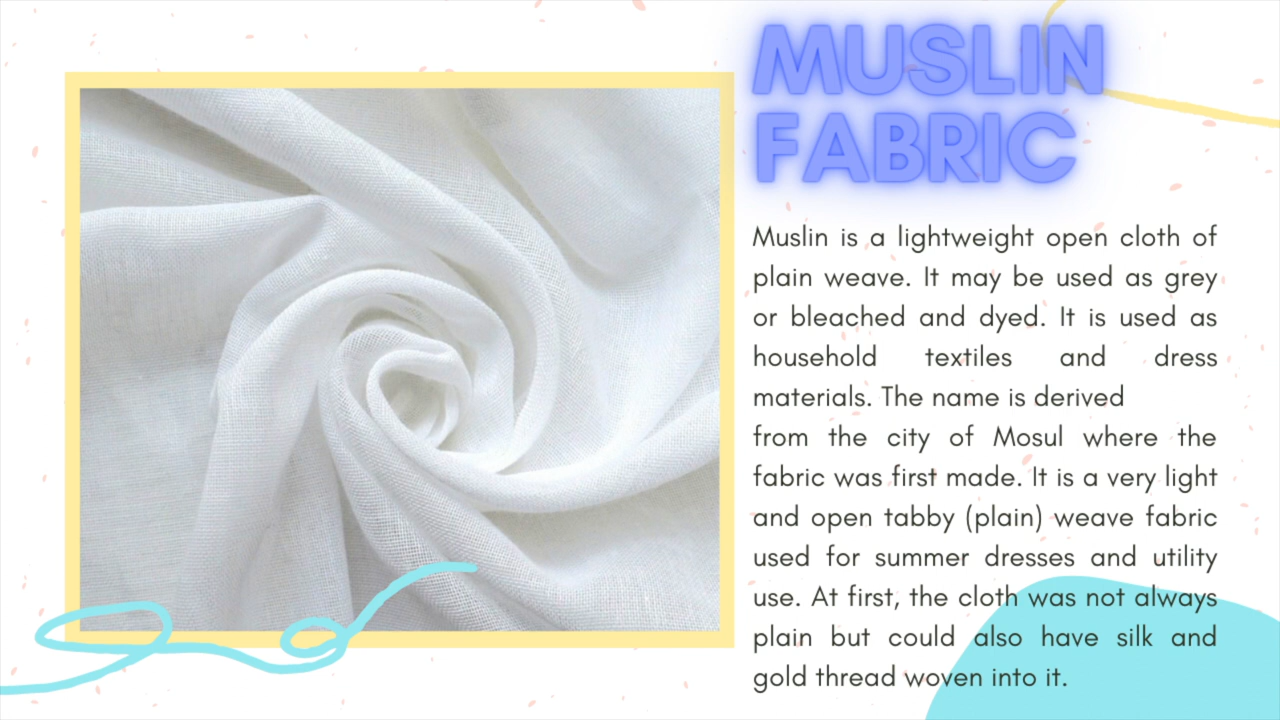 MUSLIN
FABRIC
Muslin is a lightweight open cloth of
plain weave. It may be used as grey
or bleached and dyed. It is used as
household textiles and dress
materials. The name is derived
from the city of Mosul where the
fabric was first made. It is a very light
and open tabby (plain) weave fabric
used for summer dresses and utility
use. At first, the cloth was not always
plain but could also have silk and
gold thread woven into it.